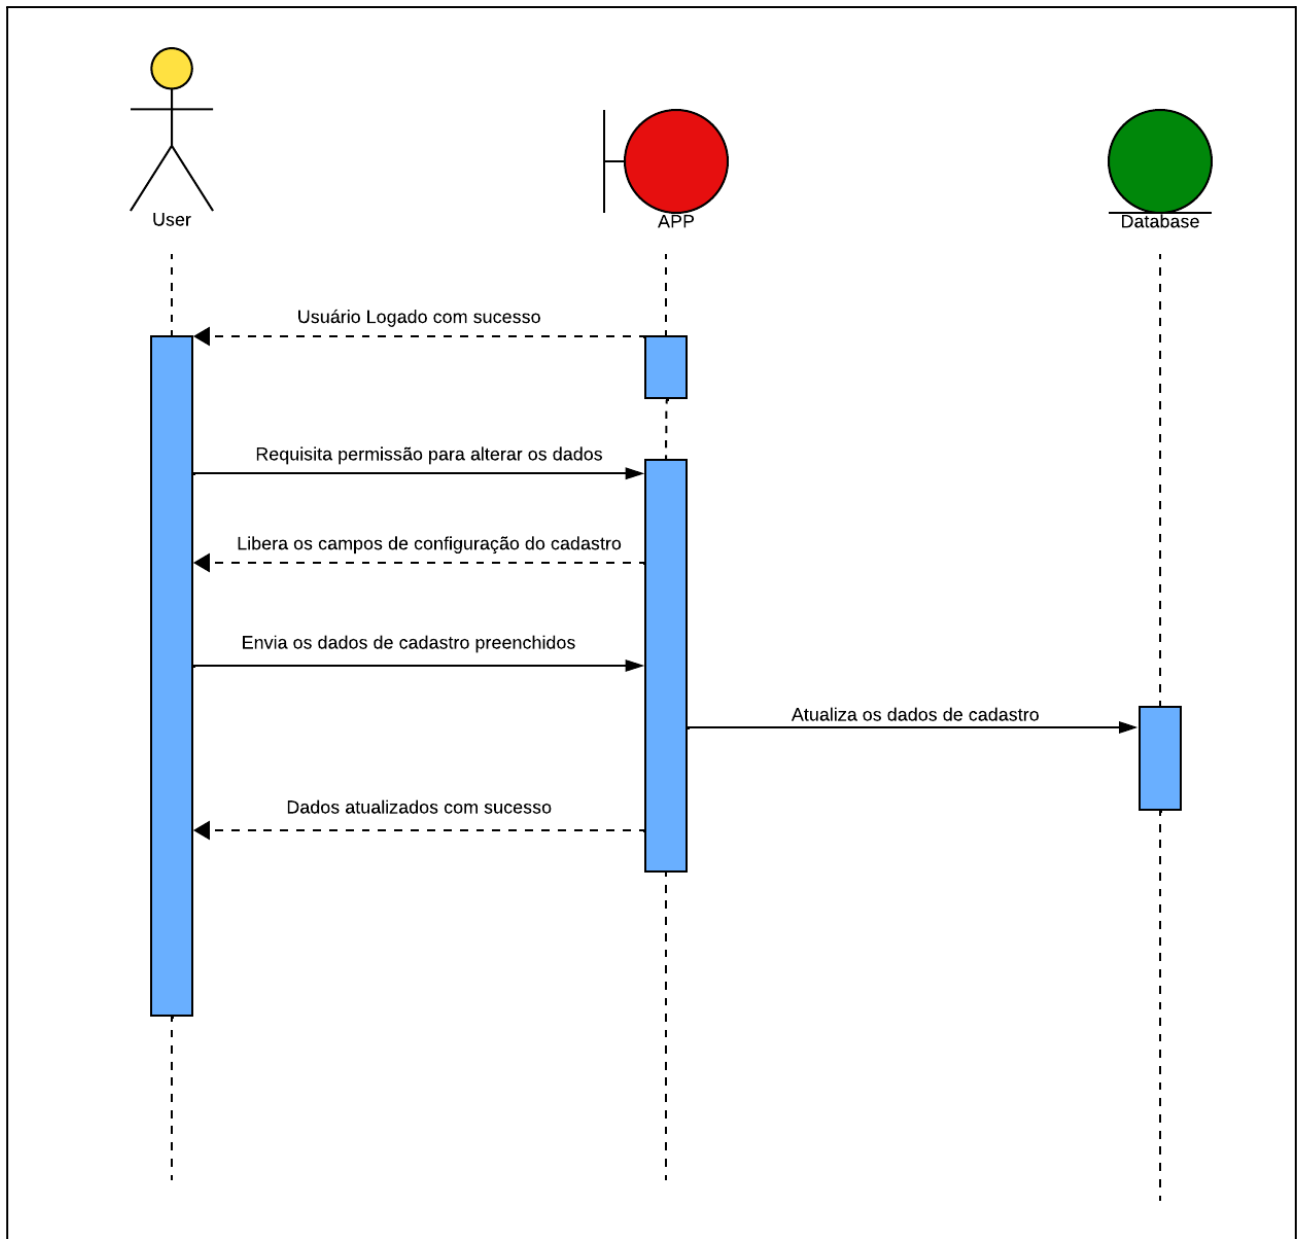 User
APP
Database
Usuário Logado com sucesso
Requisita permissão para alterar os dados
Libera os campos de configuração do cadastro
Envia os dados de cadastro preenchidos
Atualiza os dados de cadastro
Dados atualizados com sucesso